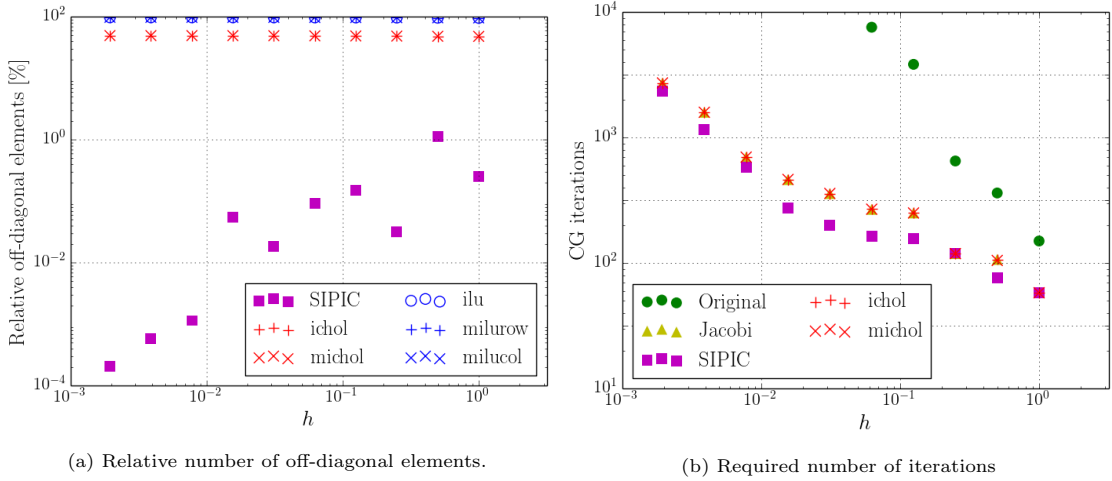 Relative off-diagonal elements [%]
10^2
10^0
10^−2
10^−4
10^−3
10^−2
10^−1
10^0
h
SIPIC
ichol
michol
ilu
milurow
milucol
(a) Relative number of off-diagonal elements.
CG iterations
10^4
10^3
10^2
10^1
10^−3
10^−2
10^−1
10^0
h
Original
Jacobi
SIPIC
ichol
michol
(b) Required number of iterations